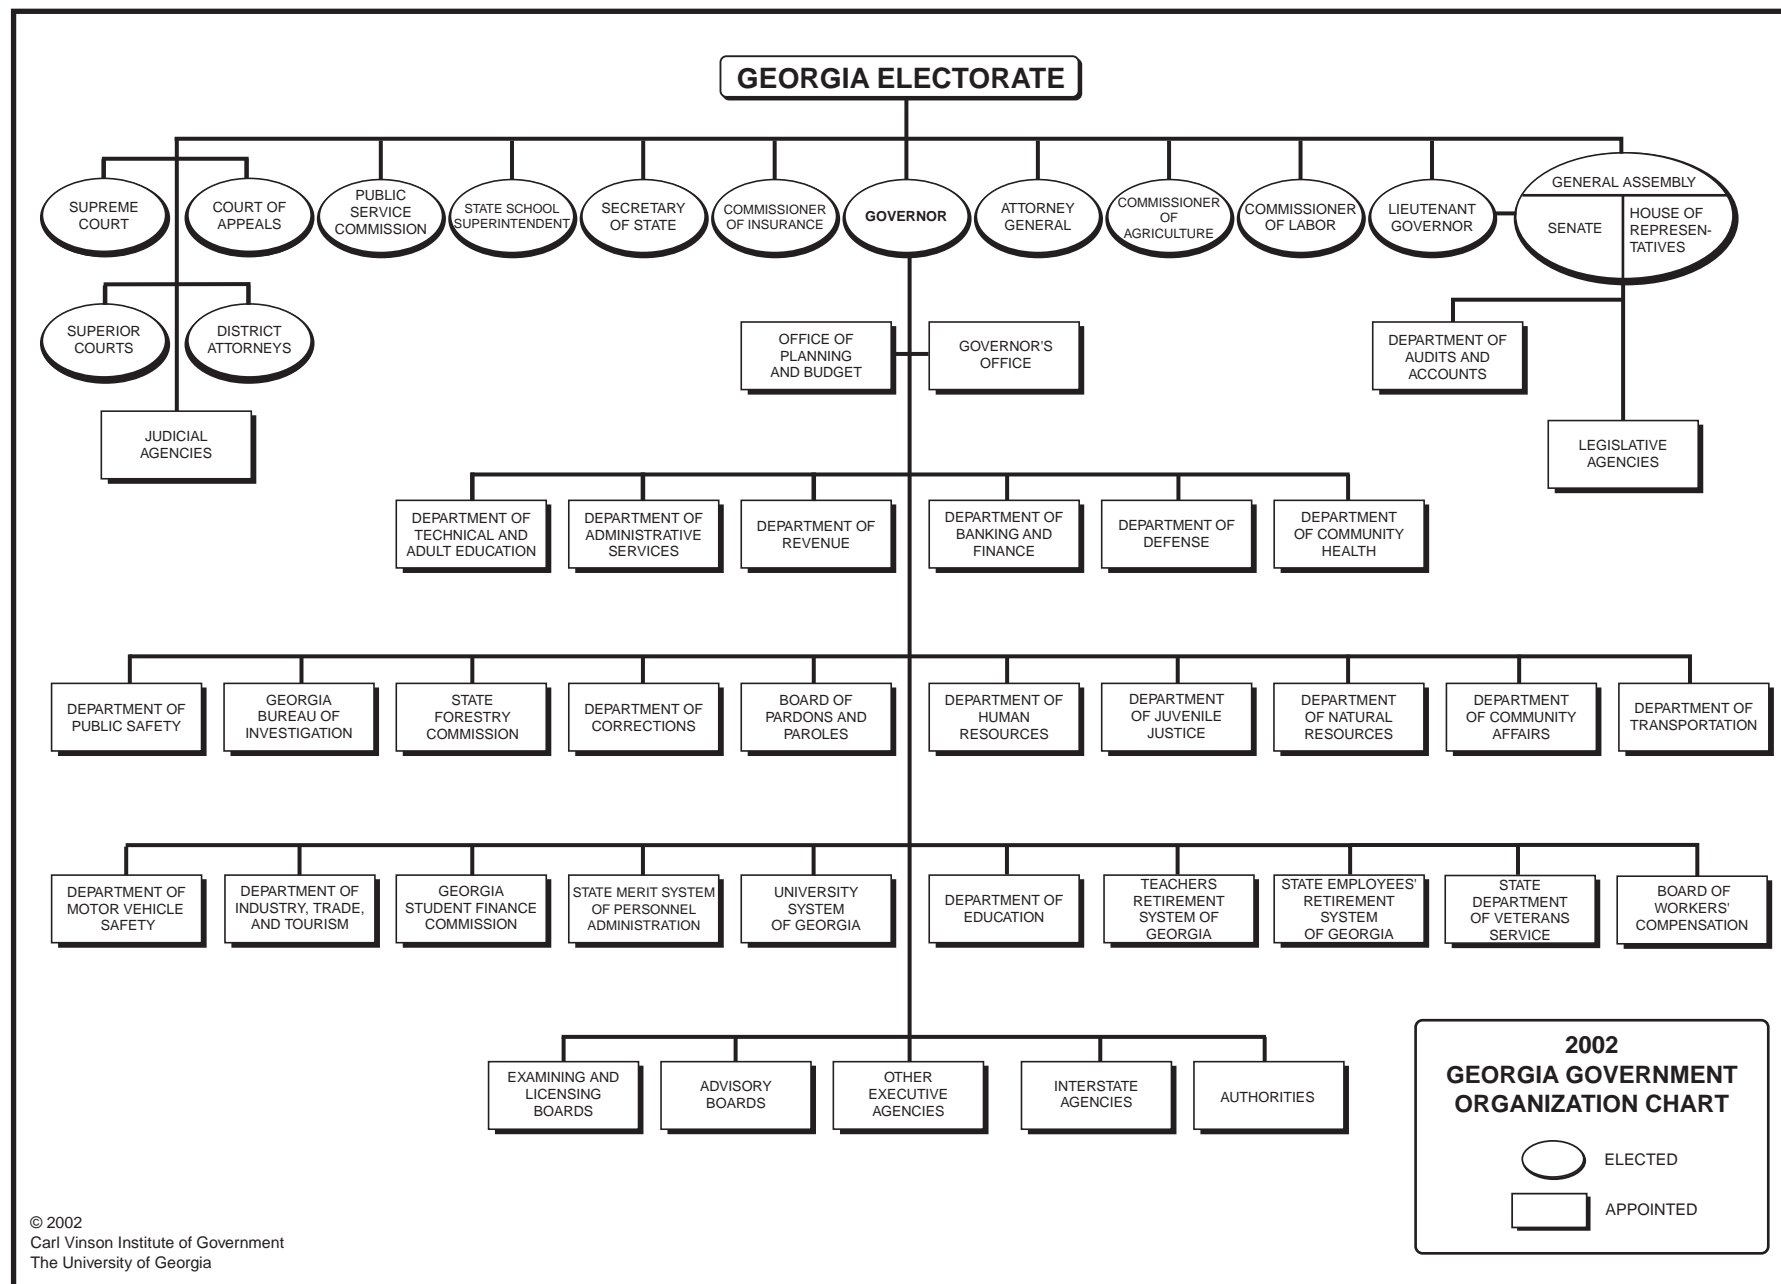 GEORGIA ELECTORATE
SUPREME
COURT
COURT OF
APPEALS
PUBLIC
SERVICE
COMMISSION
STATE SCHOOL
SUPERINTENDENT
SECRETARY
OF STATE
COMMISSIONER
OF INSURANCE
GOVERNOR
ATTORNEY
GENERAL
COMMISSIONER
OF
AGRICULTURE
COMMISSIONER
OF LABOR
LIEUTENANT
GOVERNOR
GENERAL ASSEMBLY
SENATE
HOUSE OF
REPRESEN-
TATIVES
SUPERIOR
COURTS
DISTRICT
ATTORNEYS
OFFICE OF
PLANNING
AND BUDGET
GOVERNOR'S
OFFICE
DEPARTMENT OF
AUDITS AND
ACCOUNTS
JUDICIAL
AGENCIES
LEGISLATIVE
AGENCIES
DEPARTMENT OF
TECHNICAL AND
ADULT EDUCATION
DEPARTMENT OF
ADMINISTRATIVE
SERVICES
DEPARTMENT OF
REVENUE
DEPARTMENT OF
BANKING AND
FINANCE
DEPARTMENT OF
DEFENSE
DEPARTMENT
OF COMMUNITY
HEALTH
DEPARTMENT OF
PUBLIC SAFETY
GEORGIA
BUREAU OF
INVESTIGATION
STATE
FORESTRY
COMMISSION
DEPARTMENT OF
CORRECTIONS
BOARD OF
PARDONS AND
PAROLES
DEPARTMENT OF
HUMAN
RESOURCES
DEPARTMENT
OF JUVENILE
JUSTICE
DEPARTMENT
OF NATURAL
RESOURCES
DEPARTMENT
OF COMMUNITY
AFFAIRS
DEPARTMENT OF
TRANSPORTATION
DEPARTMENT OF
MOTOR VEHICLE
SAFETY
DEPARTMENT OF
INDUSTRY, TRADE,
AND TOURISM
GEORGIA
STUDENT FINANCE
COMMISSION
STATE MERIT SYSTEM
OF PERSONNEL
ADMINISTRATION
UNIVERSITY
SYSTEM
OF GEORGIA
DEPARTMENT OF
EDUCATION
TEACHERS
RETIREMENT
SYSTEM OF
GEORGIA
STATE EMPLOYEES'
RETIREMENT
SYSTEM
OF GEORGIA
STATE
DEPARTMENT
OF VETERANS
SERVICE
BOARD OF
WORKERS'
COMPENSATION
EXAMINING AND
LICENSING
BOARDS
ADVISORY
BOARDS
OTHER
EXECUTIVE
AGENCIES
INTERSTATE
AGENCIES
AUTHORITIES
2002
GEORGIA GOVERNMENT
ORGANIZATION CHART
ELECTED
APPOINTED
© 2002
Carl Vinson Institute of Government
The University of Georgia